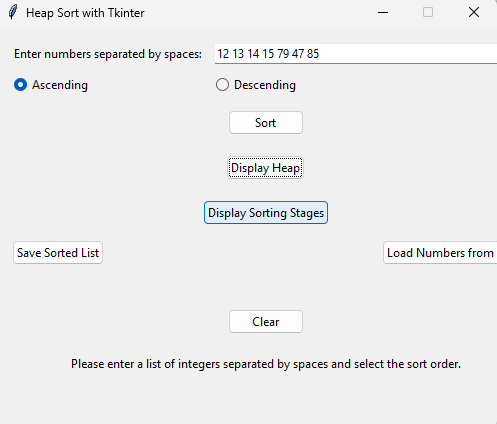 Heap Sort with Tkinter
Enter numbers separated by spaces: 12 13 14 15 79 47 85
Ascending Descending
Sort
Display Heap
Display Sorting Stages
Save Sorted List Load Numbers from
Clear
Please enter a list of integers separated by spaces and select the sort order.